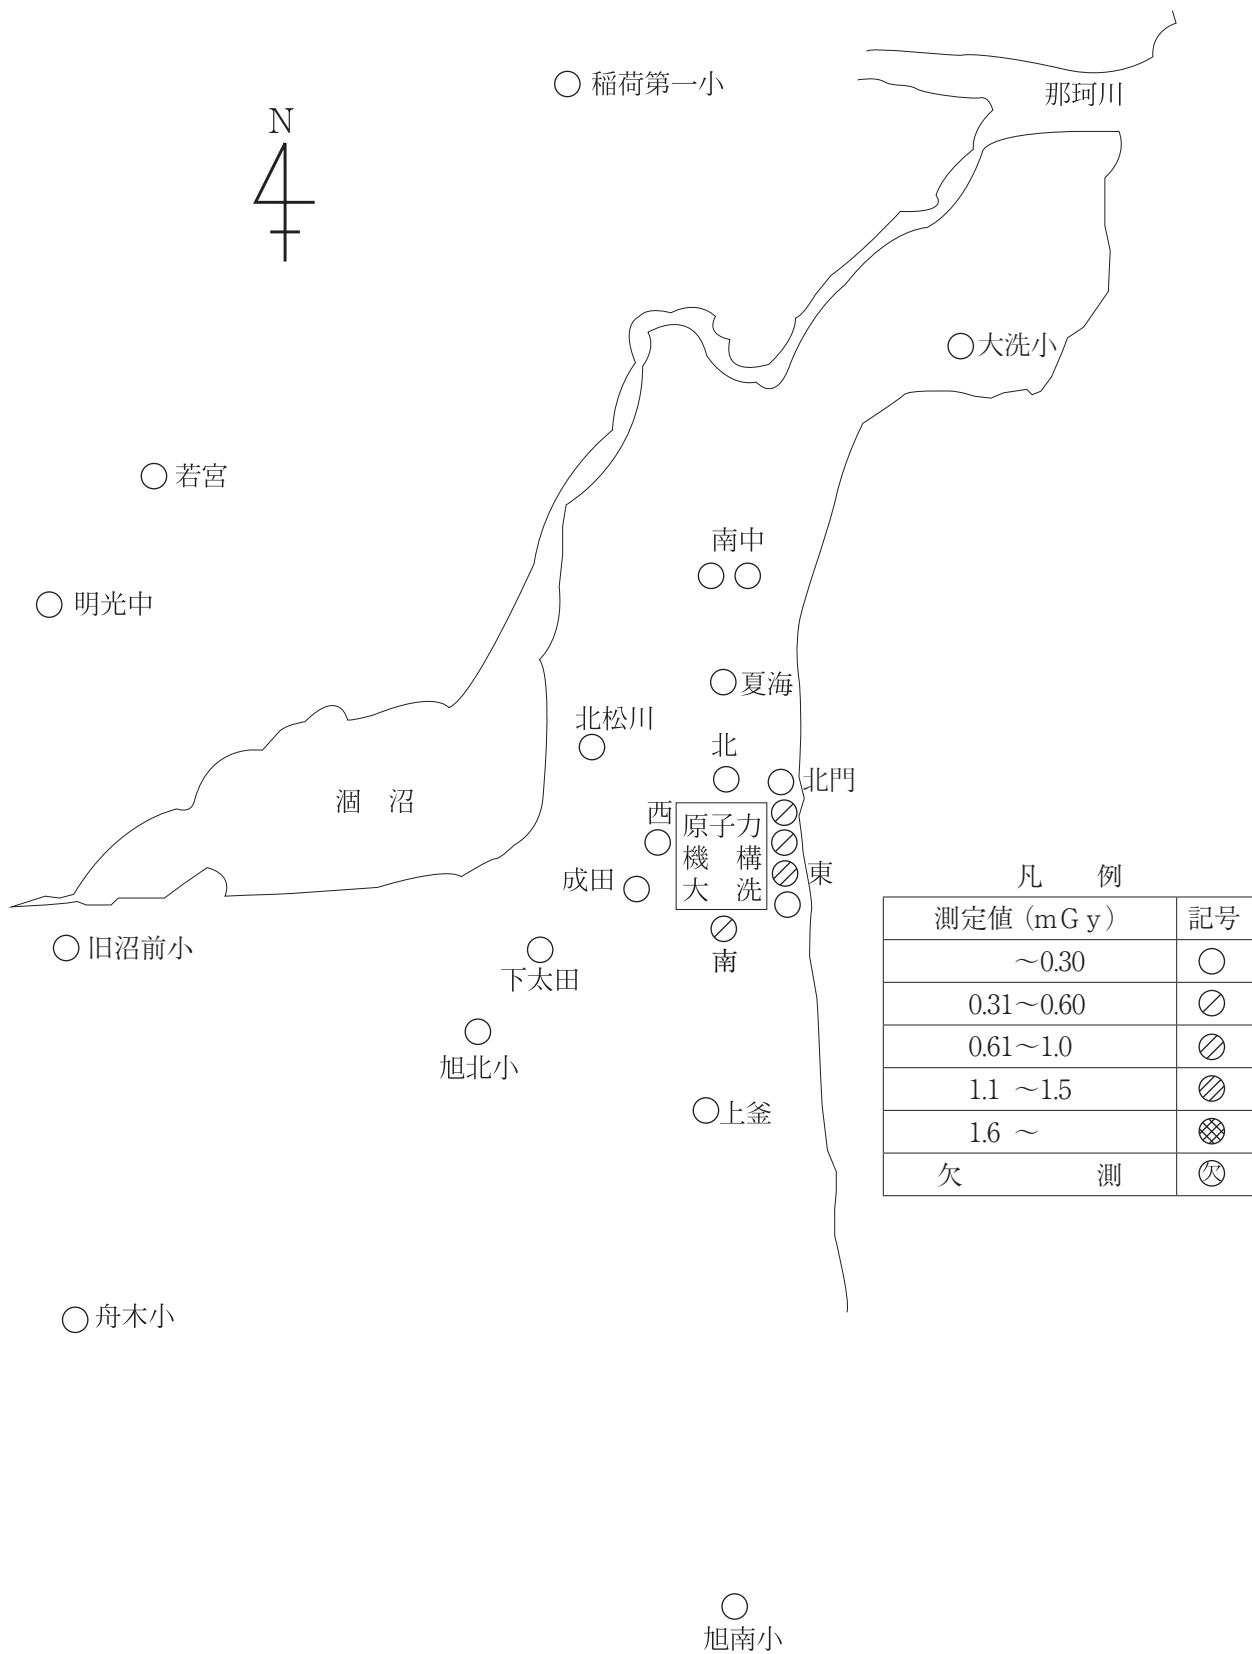 稲荷第一小
那珂川
N
大洗小
若宮
南中
明光中
夏海
北松川
北
北門
涸　沼
西
原子力
機　構
大　洗
東
成田
南
旧沼前小
下太田
旭北小
上釜
凡　例
測定値（mGy） 記号
～0.30
0.31～0.60
0.61～1.0
1.1 ～1.5
1.6 ～
欠　測 欠
舟木小
旭南小